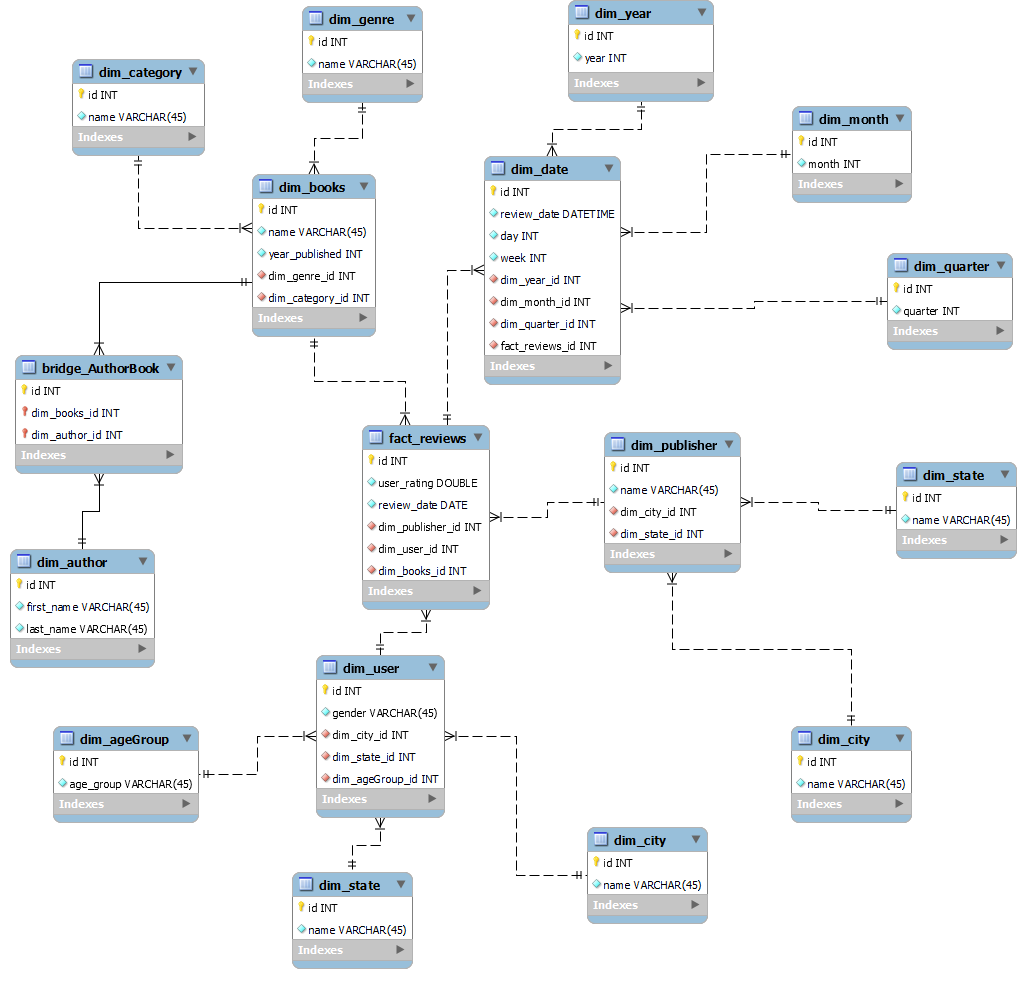 dim_genre
id INT
name VARCHAR(45)
Indexes
dim_year
id INT
year INT
Indexes
dim_category
id INT
name VARCHAR(45)
Indexes
dim_month
id INT
month INT
Indexes
dim_books
id INT
name VARCHAR(45)
year_published INT
dim_genre_id INT
dim_category_id INT
Indexes
dim_date
id INT
review_date DATETIME
day INT
week INT
dim_year_id INT
dim_month_id INT
dim_quarter_id INT
fact_reviews_id INT
Indexes
dim_quarter
id INT
quarter INT
Indexes
bridge_AuthorBook
id INT
dim_books_id INT
dim_author_id INT
Indexes
fact_reviews
id INT
user_rating DOUBLE
review_date DATE
dim_publisher_id INT
dim_user_id INT
dim_books_id INT
Indexes
dim_publisher
id INT
name VARCHAR(45)
dim_city_id INT
dim_state_id INT
Indexes
dim_state
id INT
name VARCHAR(45)
Indexes
dim_author
id INT
first_name VARCHAR(45)
last_name VARCHAR(45)
Indexes
dim_user
id INT
gender VARCHAR(45)
dim_city_id INT
dim_state_id INT
dim_ageGroup_id INT
Indexes
dim_ageGroup
id INT
age_group VARCHAR(45)
Indexes
dim_city
id INT
name VARCHAR(45)
Indexes
dim_city
id INT
name VARCHAR(45)
Indexes
dim_state
id INT
name VARCHAR(45)
Indexes